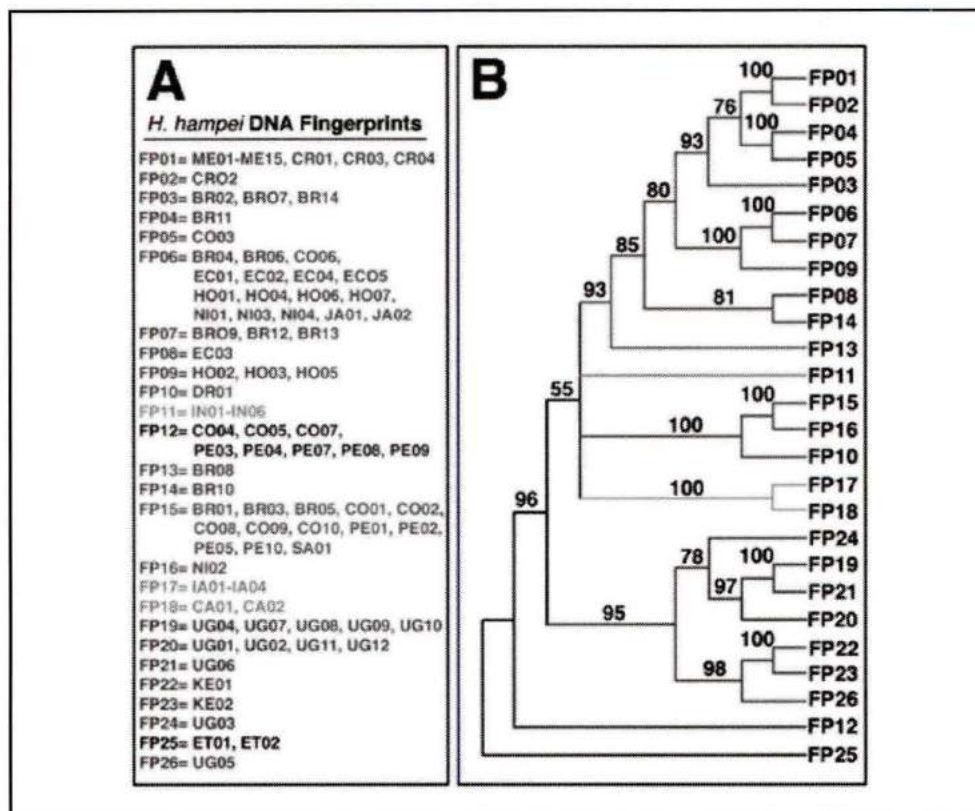 A
H. hampei DNA Fingerprints
FP01= ME01-ME15, CR01, CR03, CR04
FP02= CRO2
FP03= BR02, BRO7, BR14
FP04= BR11
FP05= CO03
FP06= BR04, BR06, CO06,
EC01, EC02, EC04, ECO5
HO01, HO04, HO06, HO07,
NI01, NI03, NI04, JA01, JA02
FP07= BRO9, BR12, BR13
FP08= EC03
FP09= HO02, HO03, HO05
FP10= DR01
FP11= IN01-IN06
FP12= CO04, CO05, CO07,
PE03, PE04, PE07, PE08, PE09
FP13= BR08
FP14= BR10
FP15= BR01, BR03, BR05, CO01, CO02,
CO08, CO09, CO10, PE01, PE02,
PE05, PE10, SA01
FP16= NI02
FP17= IA01-IA04
FP18= CA01, CA02
FP19= UG04, UG07, UG08, UG09, UG10
FP20= UG01, UG02, UG11, UG12
FP21= UG06
FP22= KE01
FP23= KE02
FP24= UG03
FP25= ET01, ET02
FP26= UG05
B
100 FP01
FP02
76
100 FP04
FP05
93
FP03
80
100 FP06
FP07
100
FP09
85
81 FP08
FP14
93
FP13
FP11
55
100 FP15
FP16
100
FP10
100 FP17
FP18
96
FP24
78
100 FP19
FP21
97
FP20
95
100 FP22
FP23
98
FP26
FP12
FP25